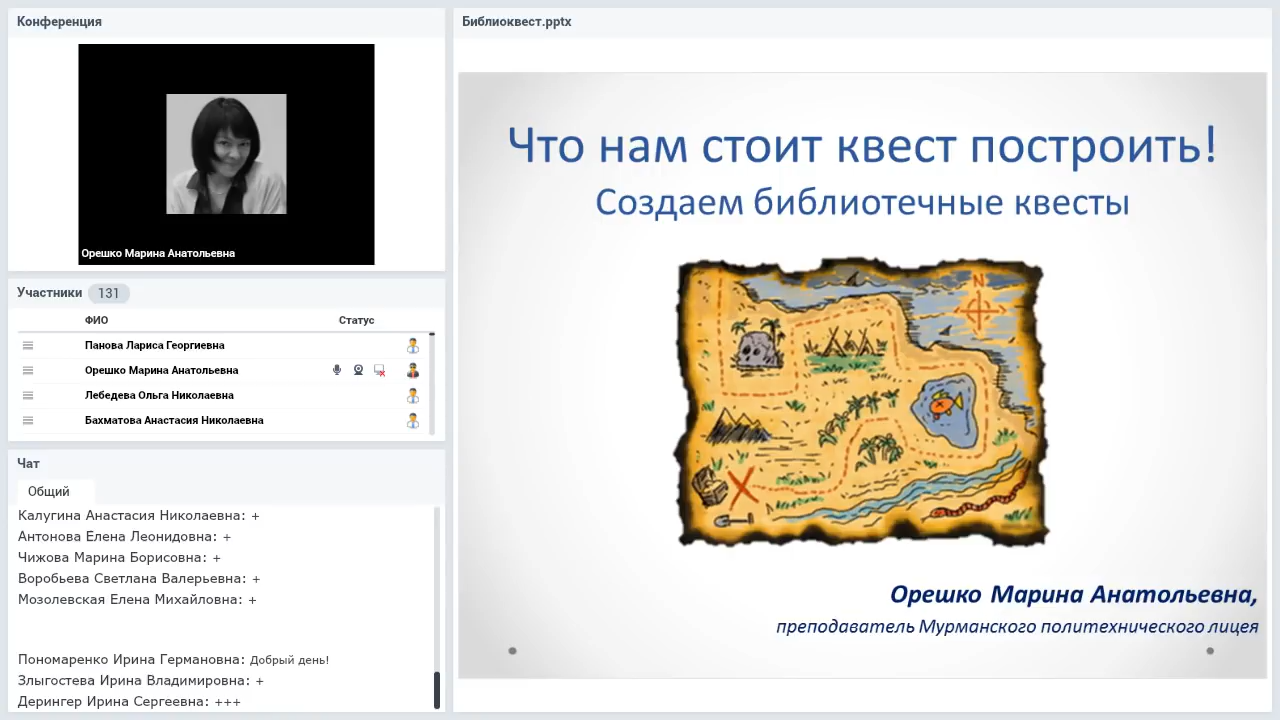 Конференция
Орешко Марина Анатольевна
Участники 131
ФИО Статус
Панова Лариса Георгиевна
Орешко Марина Анатольевна
Лебедева Ольга Николаевна
Бахматова Анастасия Николаевна
Чат
Общий
Калугина Анастасия Николаевна: +
Антонова Елена Леонидовна: +
Чижова Марина Борисовна: +
Воробьева Светлана Валерьевна: +
Мозолевская Елена Михайловна: +
Пономаренко Ирина Германовна: Добрый день!
Злыгостева Ирина Владимировна: +
Дерингер Ирина Сергеевна: +++
Библиоквест.pptx
Что нам стоит квест построить!
Создаем библиотечные квесты
N
Орешко Марина Анатольевна,
преподаватель Мурманского политехнического лицея